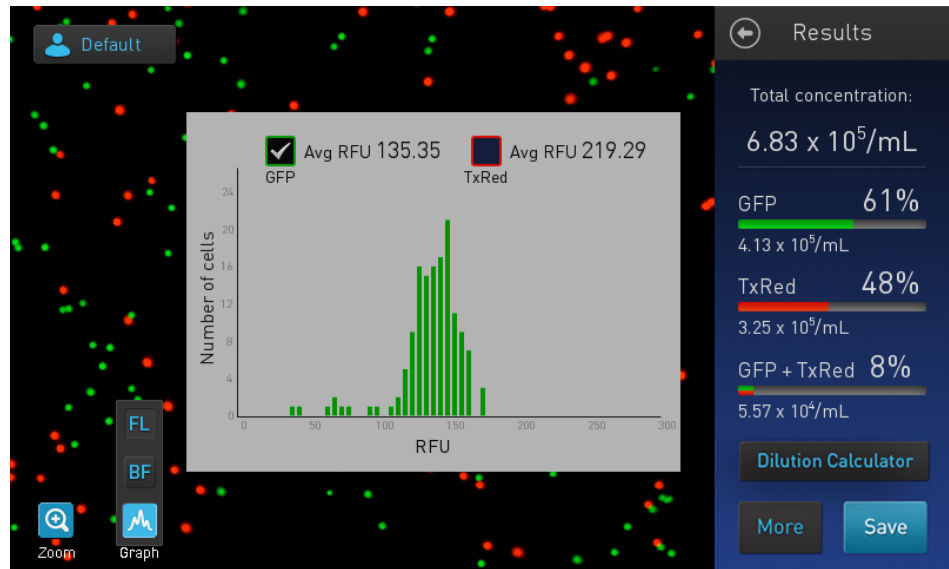 Default
Results
Total concentration:
6.83 x 10⁵/mL
GFP 61%
4.13 x 10⁵/mL
TxRed 48%
3.25 x 10⁵/mL
GFP + TxRed 8%
5.57 x 10⁴/mL
Dilution Calculator
More
Save
Avg RFU 135.35
GFP
Avg RFU 219.29
TxRed
Number of cells
24
20
16
12
8
4
0
0 50 100 150 200 250 300
RFU
FL
BF
Zoom
Graph